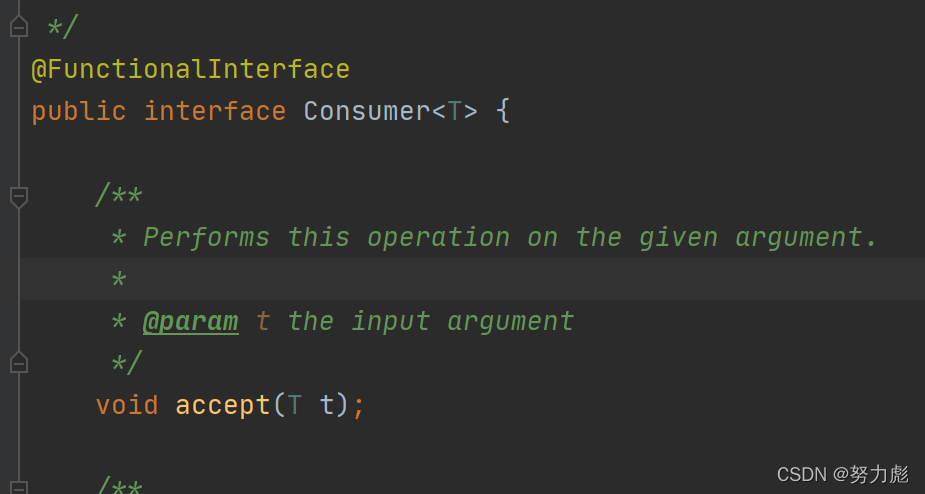 */
@FunctionalInterface
public interface Consumer<T> {
/**
* Performs this operation on the given argument.
*
* @param t the input argument
*/
void accept(T t);
/**
CSDN @努力彪